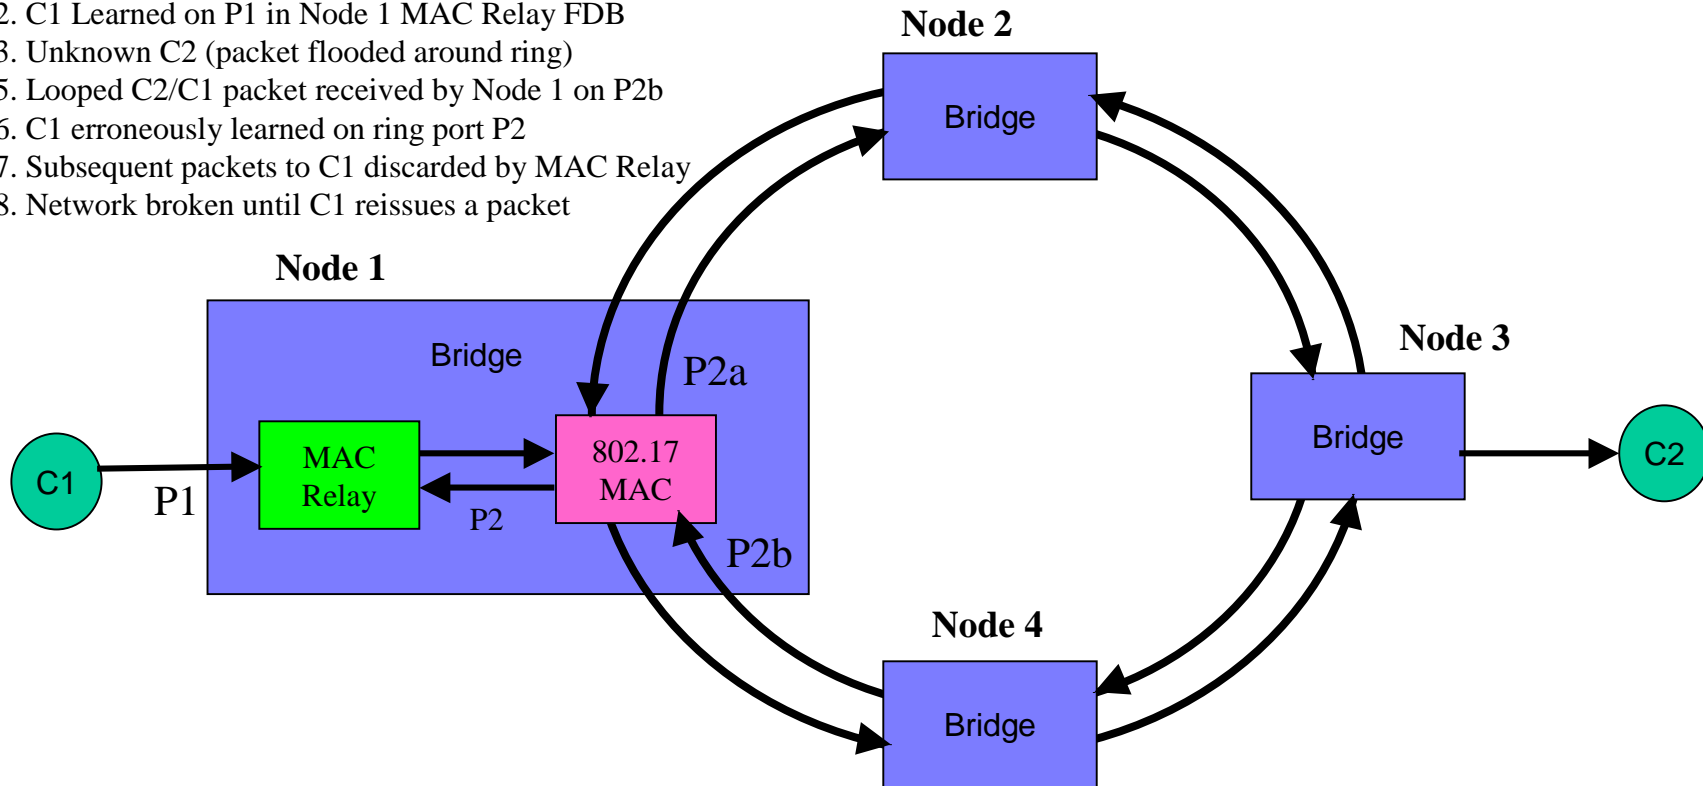 2. C1 Learned on P1 in Node 1 MAC Relay FDB
3. Unknown C2 (packet flooded around ring)
5. Looped C2/C1 packet received by Node 1 on P2b
6. C1 erroneously learned on ring port P2
7. Subsequent packets to C1 discarded by MAC Relay
8. Network broken until C1 reissues a packet
Node 2
Bridge
Node 1
Bridge
P2a
Node 3
Bridge
C1
P1
MAC
Relay
P2
802.17
MAC
P2b
C2
Node 4
Bridge